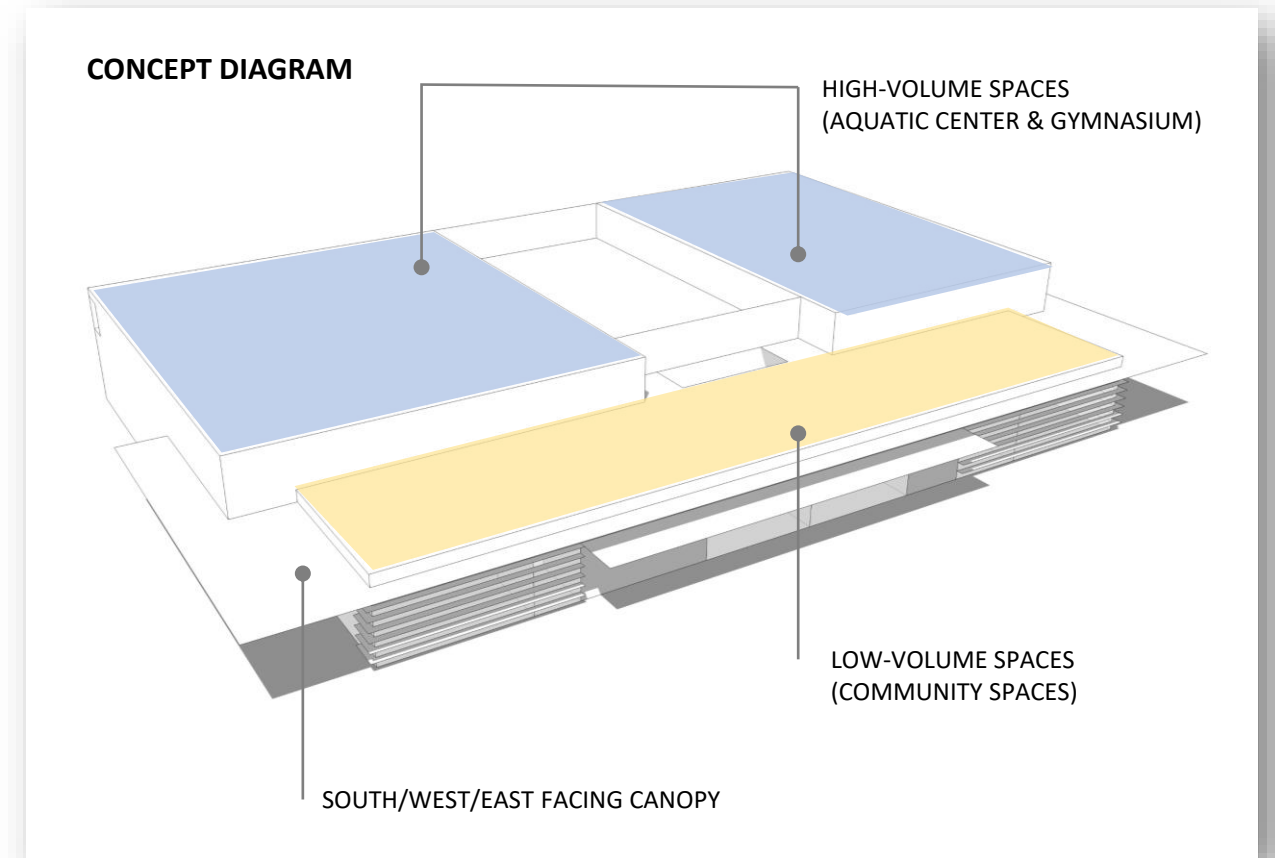 CONCEPT DIAGRAM
HIGH-VOLUME SPACES
(AQUATIC CENTER & GYMNASIUM)
LOW-VOLUME SPACES
(COMMUNITY SPACES)
SOUTH/WEST/EAST FACING CANOPY